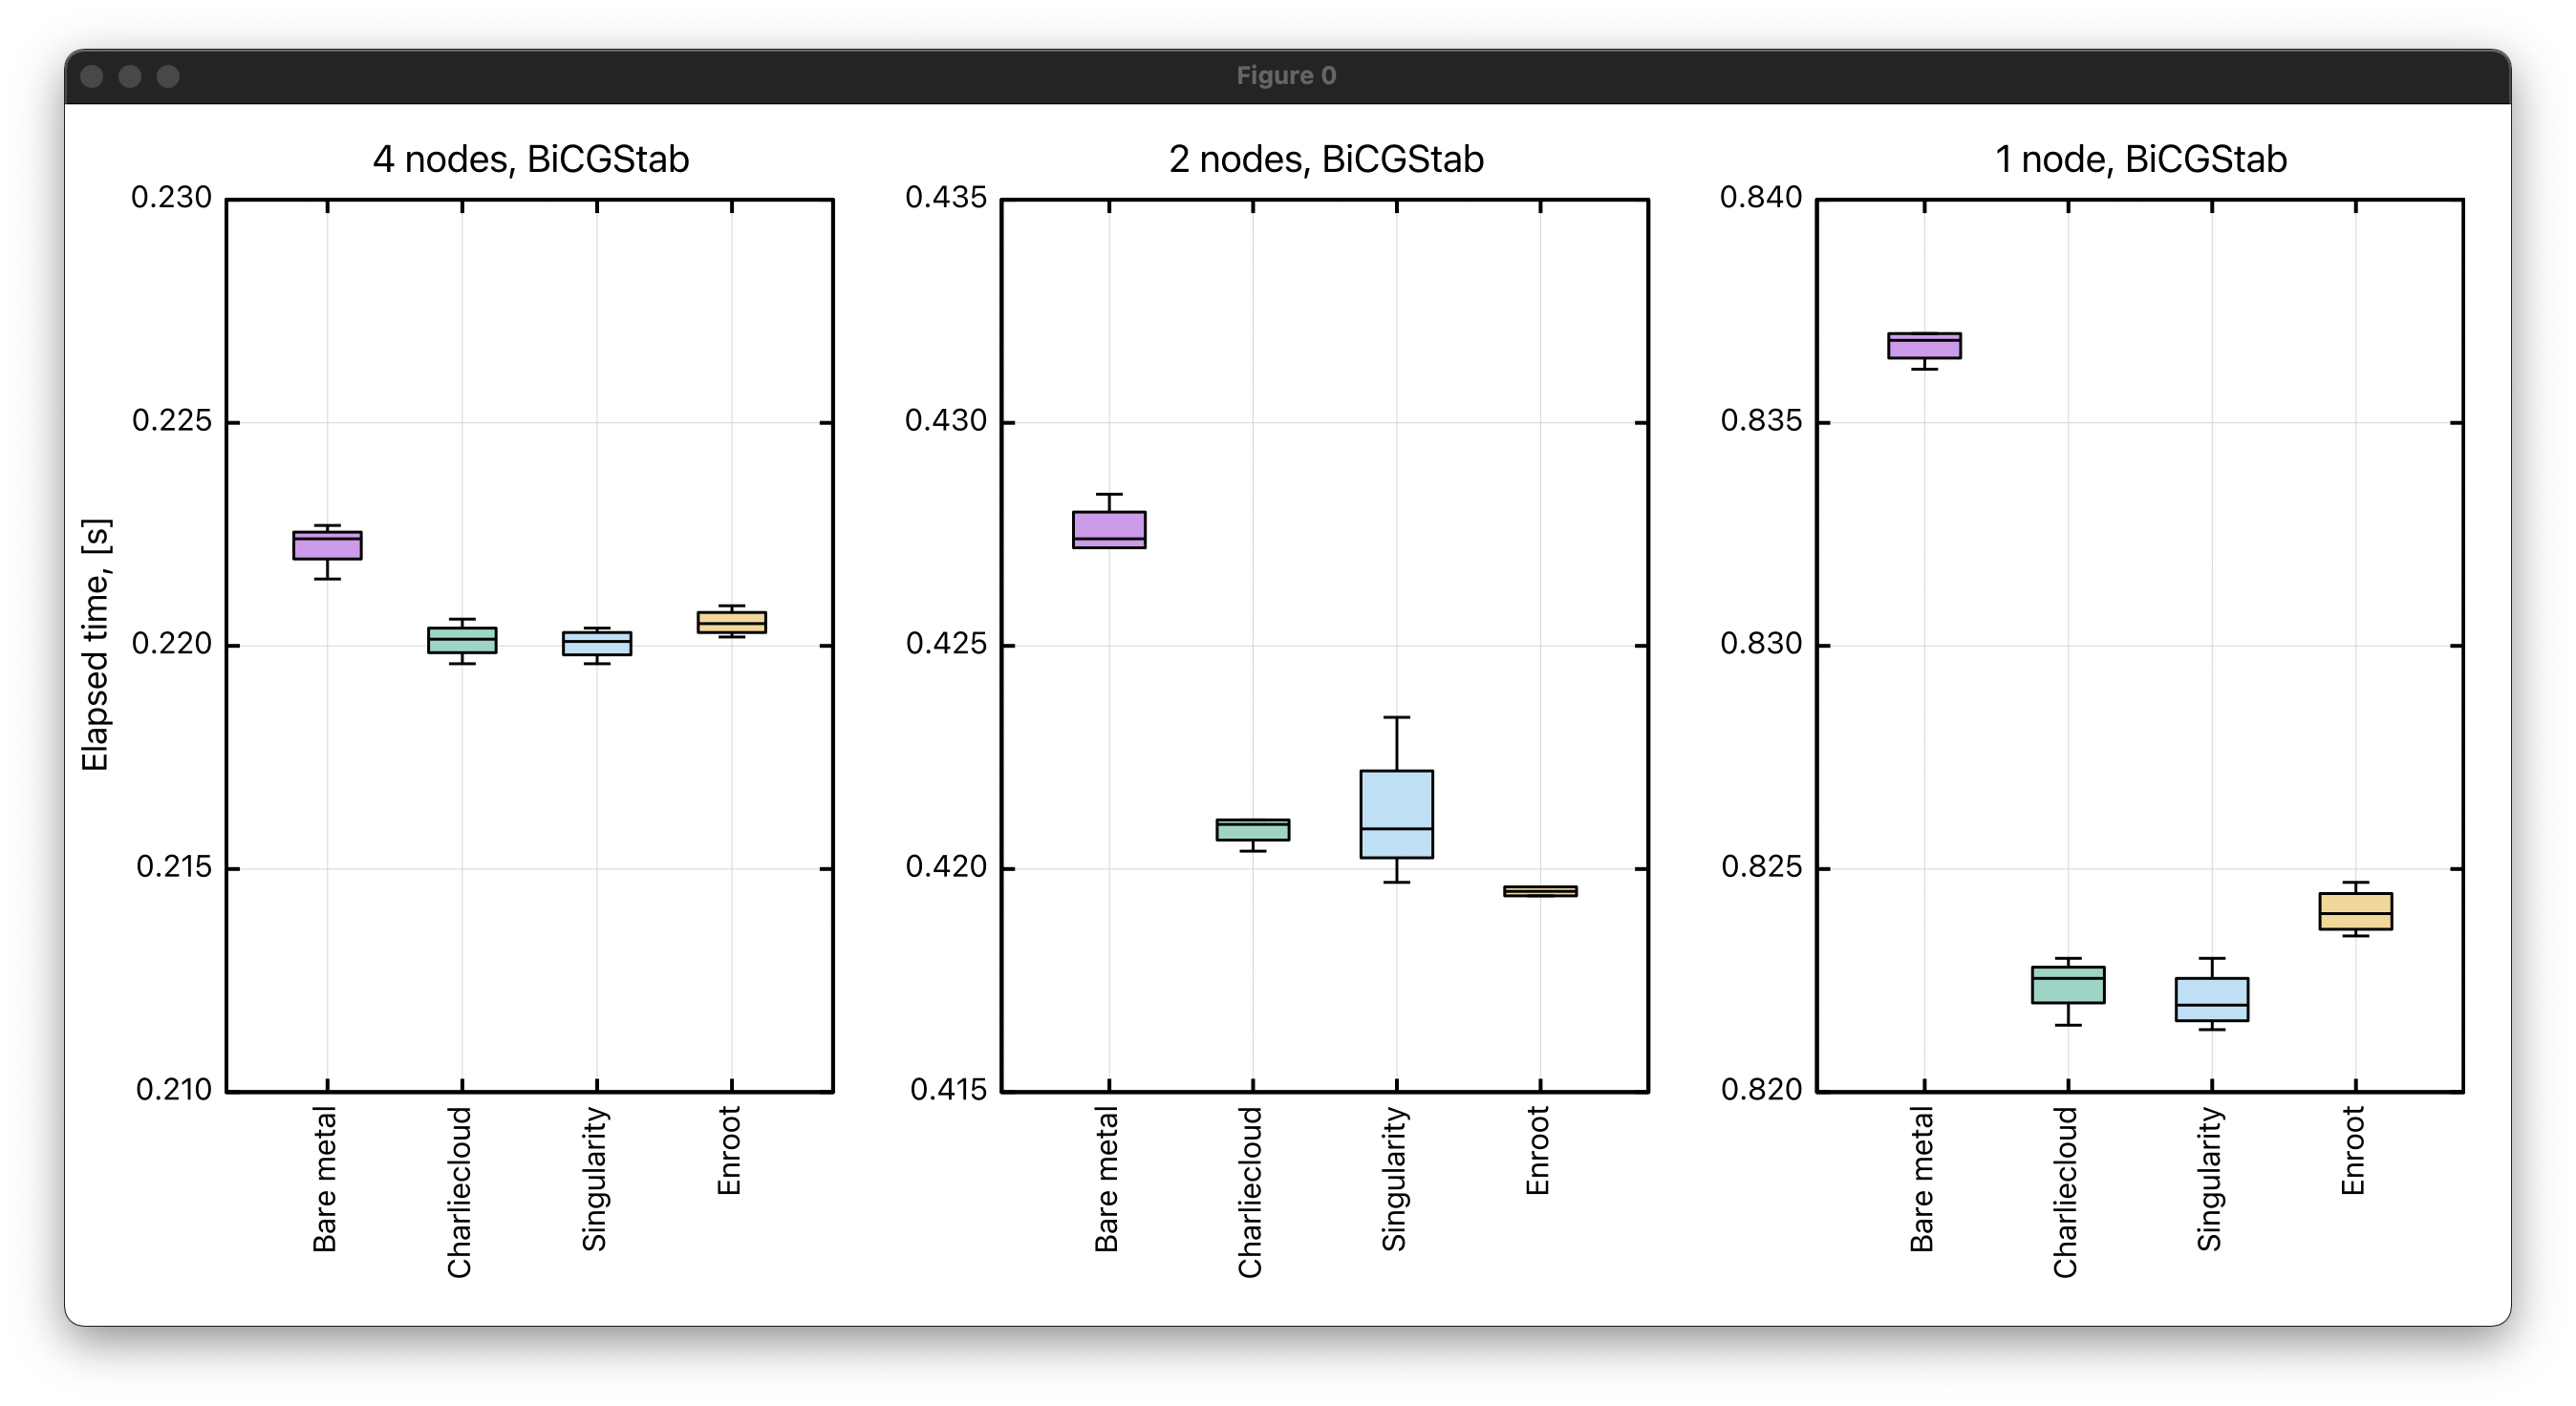 Figure 0
4 nodes, BiCGStab
0.230
0.225
0.220
0.215
0.210
Elapsed time, [s]
Bare metal
Charliecloud
Singularity
Enroot
2 nodes, BiCGStab
0.435
0.430
0.425
0.420
0.415
Bare metal
Charliecloud
Singularity
Enroot
1 node, BiCGStab
0.840
0.835
0.830
0.825
0.820
Bare metal
Charliecloud
Singularity
Enroot